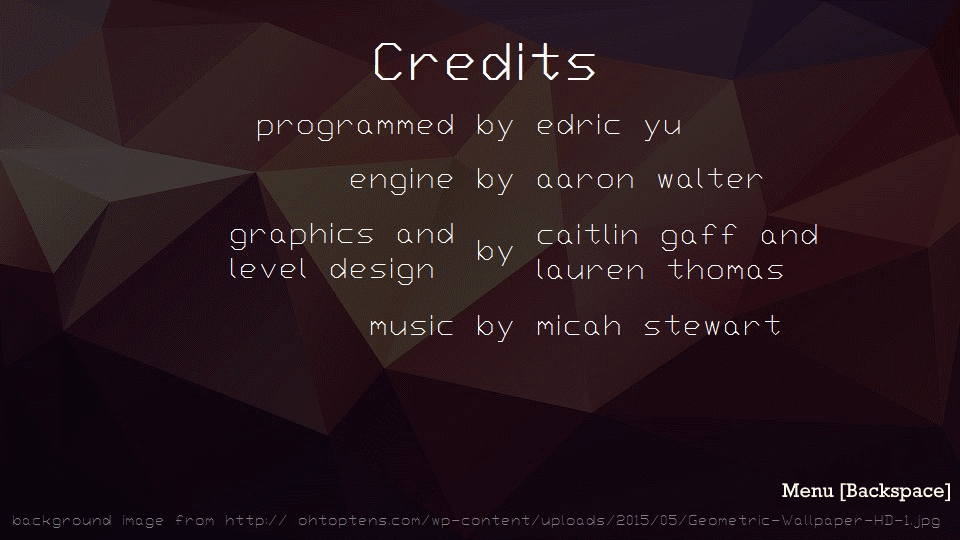 Credits
programmed by edric yu
engine by aaron walter
graphics and level design by caitlin gaff and lauren thomas
music by micah stewart
Menu [Backspace]
background image from http:// ohtoptens.com/wp-content/uploads/2015/05/Geometric-Wallpaper-HD-1.jpg